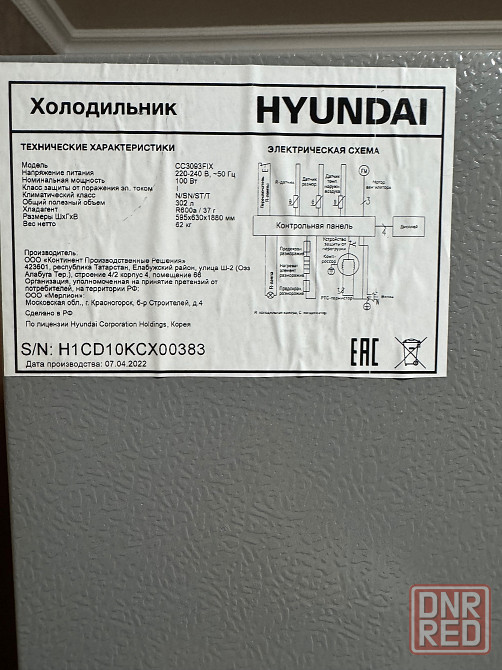 Холодильник
HYUNDAI
ТЕХНИЧЕСКИЕ ХАРАКТЕРИСТИКИ
Модель CC3093FIX
Напряжение питания 220-240 В, ~50 Гц
Номинальная мощность 100 Вт
Класс защиты от поражения эл. током I
Климатический класс N/SN/ST/T
Общий полезный объем 302 л
Хладагент R600a / 37 г
Размеры ШхГхВ 595х630х1880 мм
Вес нетто 62 кг
Производитель:
ООО «Континент Производственные Решения»
423601, республика Татарстан, Елабужский район, улица Ш-2 (Оэз
Алабуга Тер.), строение 4/2 корпус 4, помещение 86
Организация, уполномоченная на принятие претензий от
потребителей, на территории РФ:
ООО «Мерлион»:
Московская обл., г. Красногорск, б-р Строителей, д.4
Сделано в РФ
По лицензии Hyundai Corporation Holdings, Корея
S/N: H1CD10KCX00383
Дата производства: 07.04.2022
ЭЛЕКТРИЧЕСКАЯ СХЕМА
Контрольная панель
EAC
DNR
RED